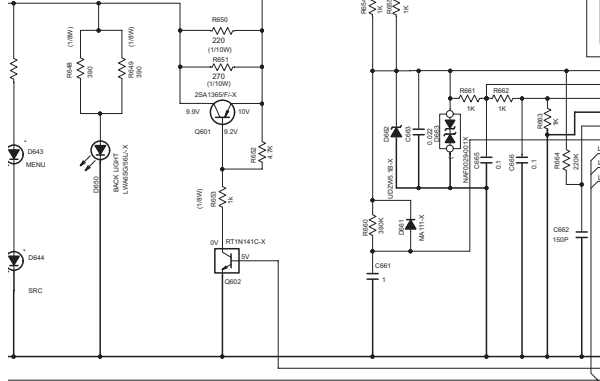 (1/8W)
R648
390
(1/8W)
R649
390
R650
220
(1/10W)
R651
270
(1/10W)
2SA1365/F/-X
9.9V
10V
Q601
9.2V
R652
4.7K
D643
MENU
D650
BACK LIGHT
(1/8W)
R653
1k
0V
RT1N141C-X
5V
Q602
D644
SRC
1K
1K
R661
1K
R662
1K
R663
1K
D662
UDZW5.1B-X
C663
0.022
D663
NAF0029-001X
C665
0.1
C666
0.1
R664
220K
R660
390K
D661
MA111-X
C661
1
C662
150P